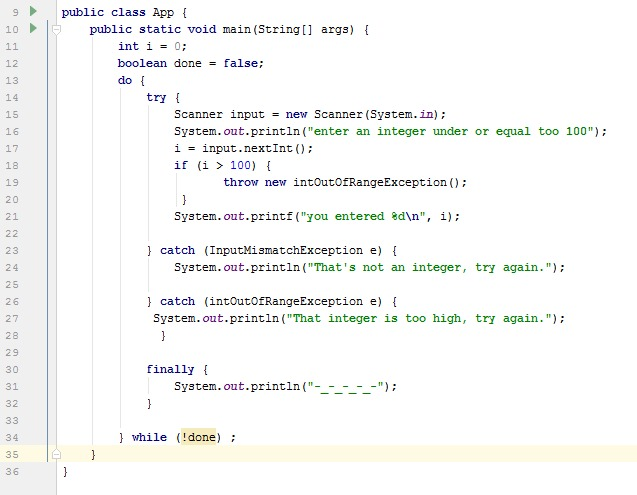 9 public class App {
10 public static void main(String[] args) {
11 int i = 0;
12 boolean done = false;
13 do {
14 try {
15 Scanner input = new Scanner(System.in);
16 System.out.println("enter an integer under or equal too 100");
17 i = input.nextInt();
18 if (i > 100) {
19 throw new intOutOfRangeException();
20 }
21 System.out.printf("you entered %d\n", i);
22
23 } catch (InputMismatchException e) {
24 System.out.println("That's not an integer, try again.");
25
26 } catch (intOutOfRangeException e) {
27 System.out.println("That integer is too high, try again.");
28 }
29
30 finally {
31 System.out.println("-_-_-_-_-");
32 }
33
34 } while (!done) ;
35 }
36 }